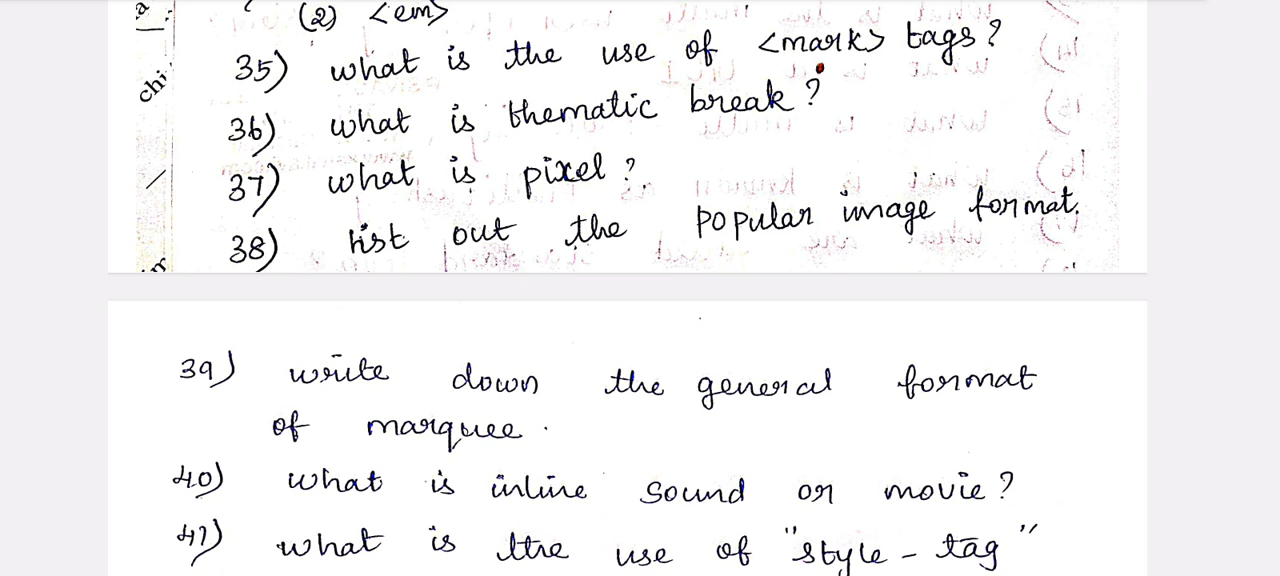 (2) <em>
35) what is the use of <mark> tags?
36) what is thematic break?
37) what is pixel?
38) list out the popular image format.
chi
39) write down the general format
of marquee.
40) what is inline sound or movie?
41) what is the use of "style - tag"